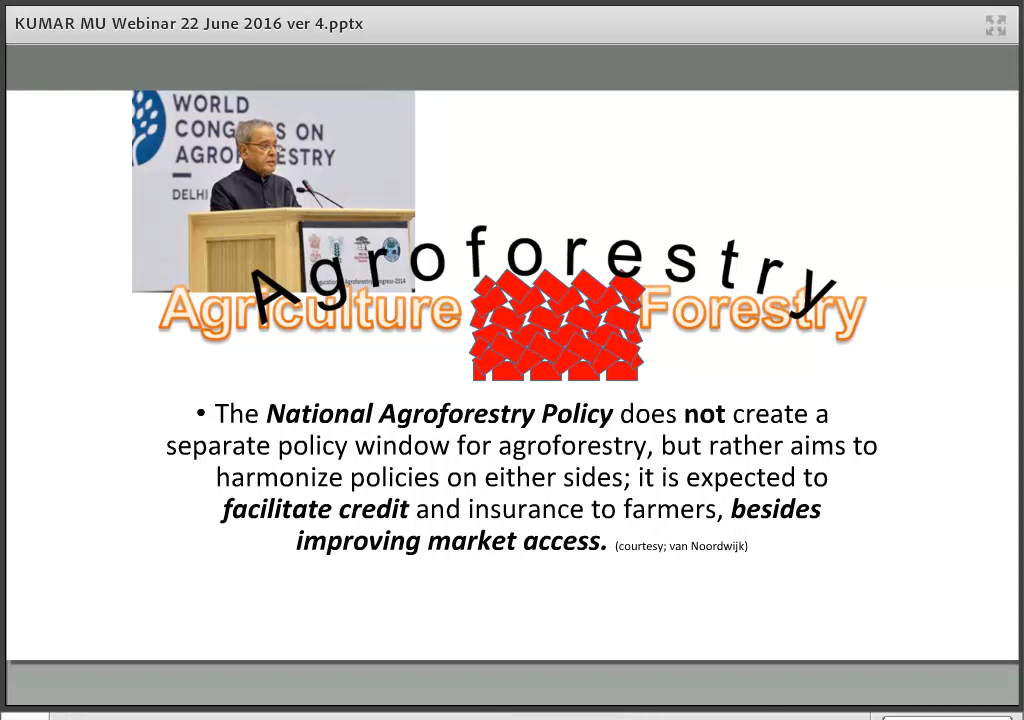 KUMAR MU Webinar 22 June 2016 ver 4.pptx
WORLD
CONG S ON
AGRO ESTRY
DELHI
Agroforestry
Agriculture Forestry
• The National Agroforestry Policy does not create a
separate policy window for agroforestry, but rather aims to
harmonize policies on either sides; it is expected to
facilitate credit and insurance to farmers, besides
improving market access. (courtesy; van Noordwijk)